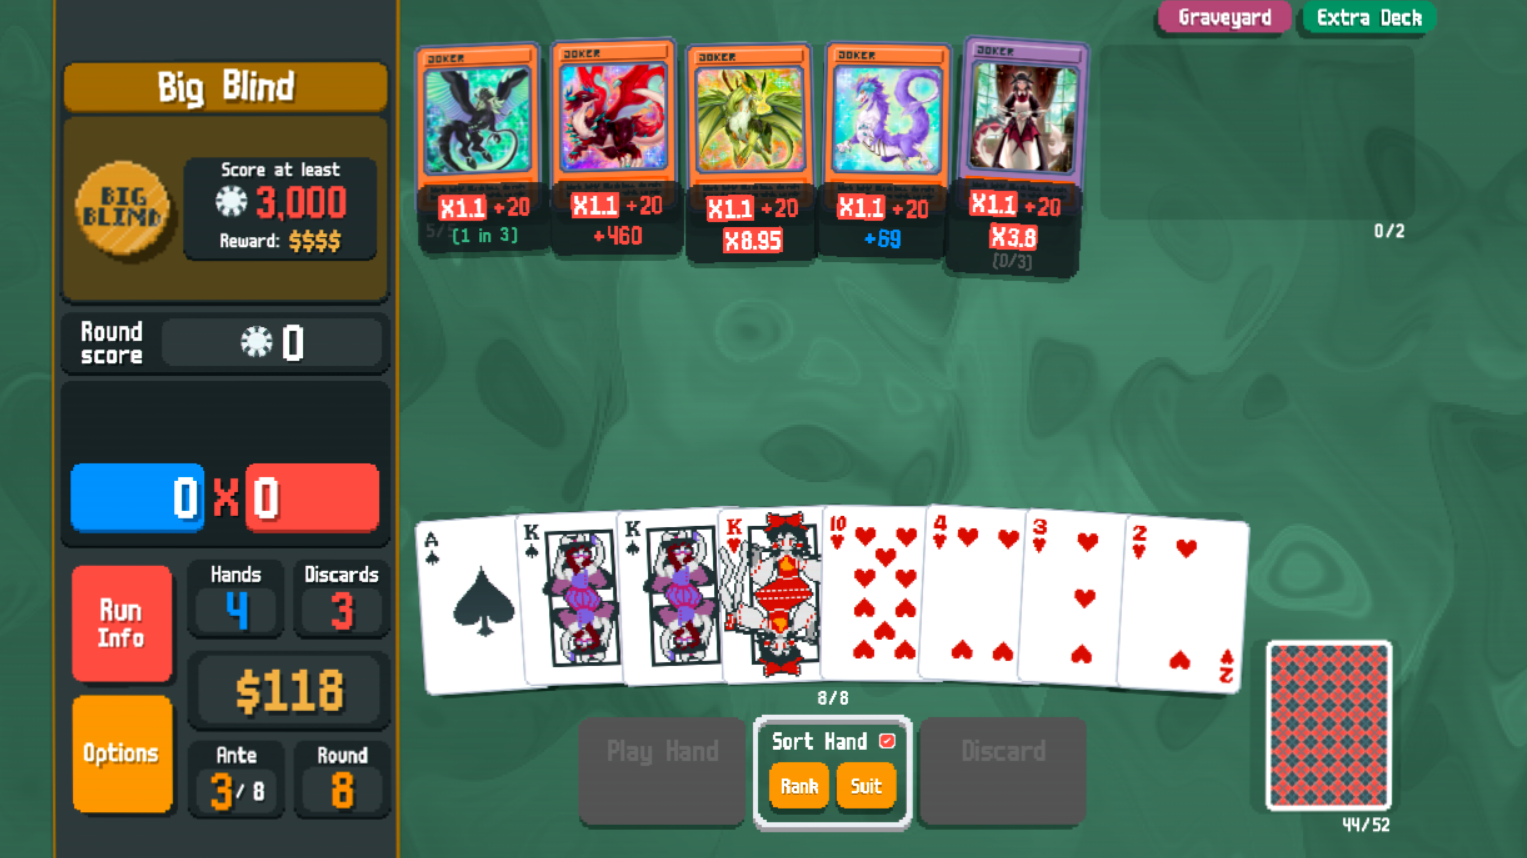 Graveyard
Extra Deck
Big Blind
JOKER
JOKER
JOKER
JOKER
JOKER
BIG
BLIND
Score at least
3,000
Reward: $$$$
X1.1 +20
(1 in 3)
X1.1 +20
+460
X1.1 +20
X8.95
X1.1 +20
+69
X1.1 +20
X3.8
(0/3)
0/2
Round
score
0
0 X 0
A
K
K
K
10
4
3
2
2
Run
Info
Hands
4
Discards
3
$118
Options
Ante
3/ 8
Round
8
8/8
Play Hand
Sort Hand
Rank
Suit
Discard
44/52